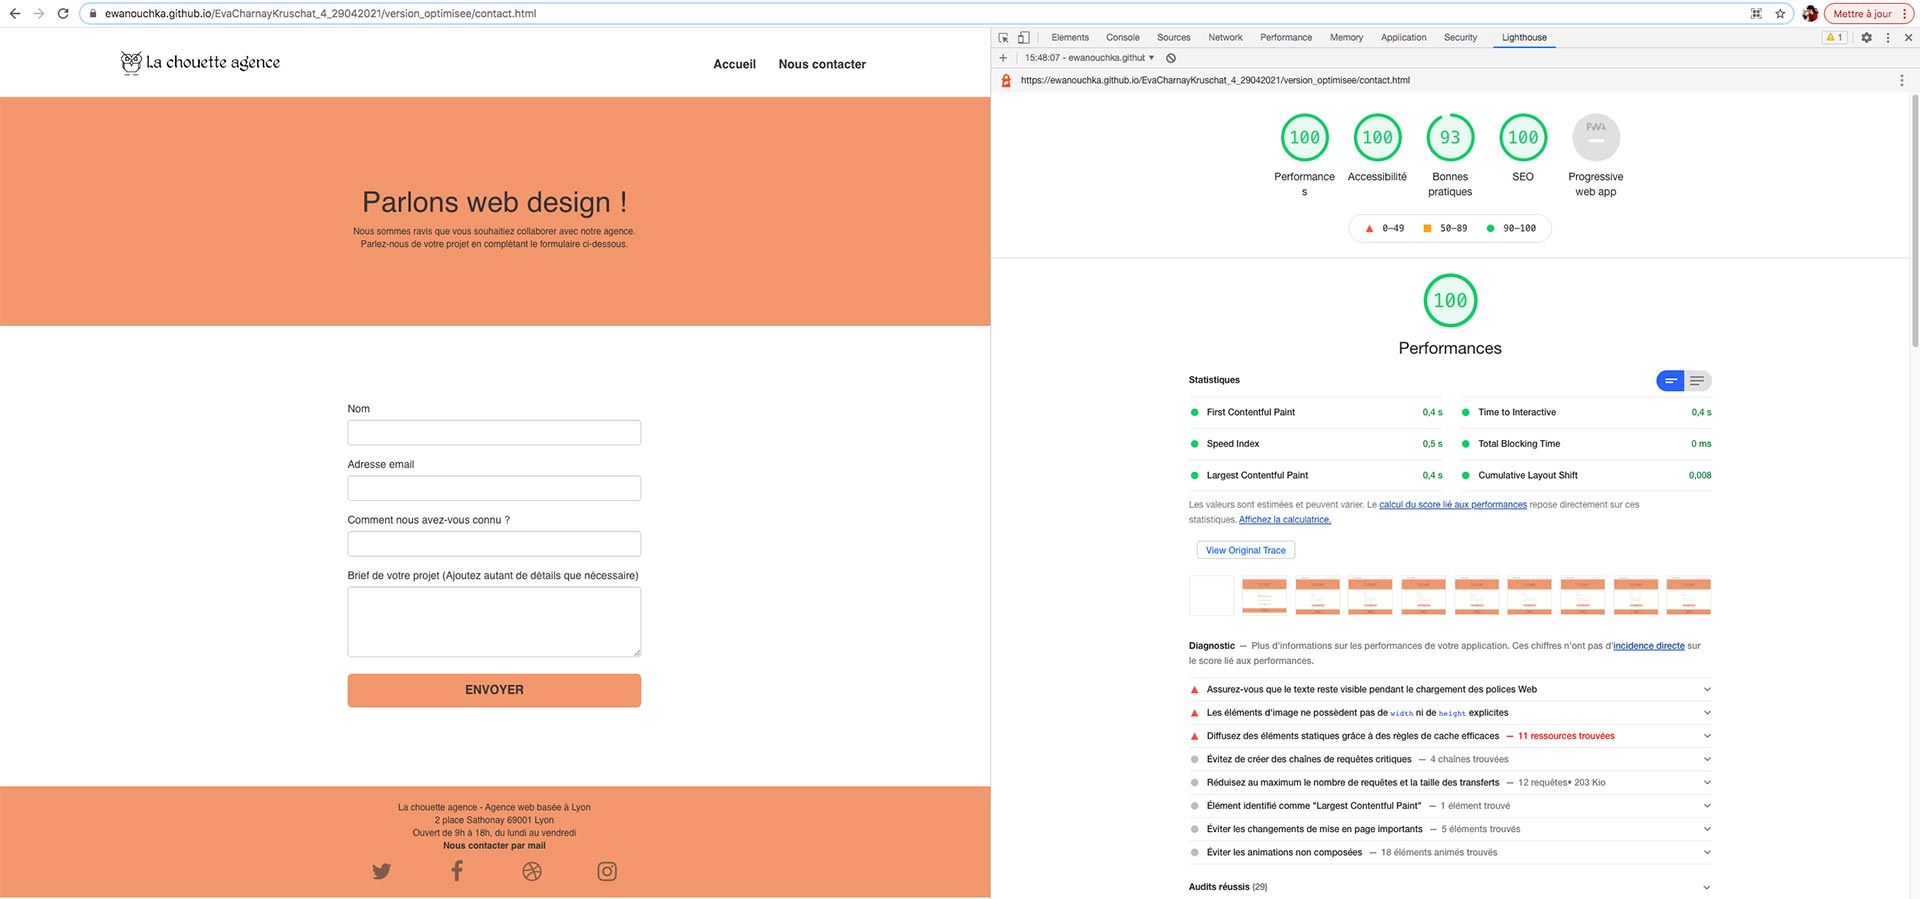 ewanouchka.github.io/EvaCharnayKruschat_4_29042021/version_optimisee/contact.html
Mettre à jour
La chouette agence
Accueil Nous contacter
Parlons web design !
Nous sommes ravis que vous souhaitiez collaborer avec notre agence.
Parlez-nous de votre projet en complétant le formulaire ci-dessous.
Nom
Adresse email
Comment nous avez-vous connu ?
Brief de votre projet (Ajoutez autant de détails que nécessaire)
ENVOYER
La chouette agence - Agence web basée à Lyon
2 place Sathonay 69001 Lyon
Ouvert de 9h à 18h, du lundi au vendredi
Nous contacter par mail
Elements Console Sources Network Performance Memory Application Security Lighthouse 1
15:48:07 - ewanouchka.githut
https://ewanouchka.github.io/EvaCharnayKruschat_4_29042021/version_optimisee/contact.html
100 100 93 100 PWA
Performance Accessibilité Bonnes SEO Progressive
s pratiques web app
0–49 50–89 90–100
100
Performances
Statistiques
First Contentful Paint 0,4 s Time to Interactive 0,4 s
Speed Index 0,5 s Total Blocking Time 0 ms
Largest Contentful Paint 0,4 s Cumulative Layout Shift 0,008
Les valeurs sont estimées et peuvent varier. Le calcul du score lié aux performances repose directement sur ces
statistiques. Affichez la calculatrice.
View Original Trace
Diagnostic — Plus d'informations sur les performances de votre application. Ces chiffres n'ont pas d'incidence directe sur
le score lié aux performances.
Assurez-vous que le texte reste visible pendant le chargement des polices Web
Les éléments d'image ne possèdent pas de width ni de height explicites
Diffusez des éléments statiques grâce à des règles de cache efficaces — 11 ressources trouvées
Évitez de créer des chaînes de requêtes critiques — 4 chaînes trouvées
Réduisez au maximum le nombre de requêtes et la taille des transferts — 12 requêtes• 203 Kio
Élément identifié comme "Largest Contentful Paint" — 1 élément trouvé
Éviter les changements de mise en page importants — 5 éléments trouvés
Éviter les animations non composées — 18 éléments animés trouvés
Audits réussis (29)